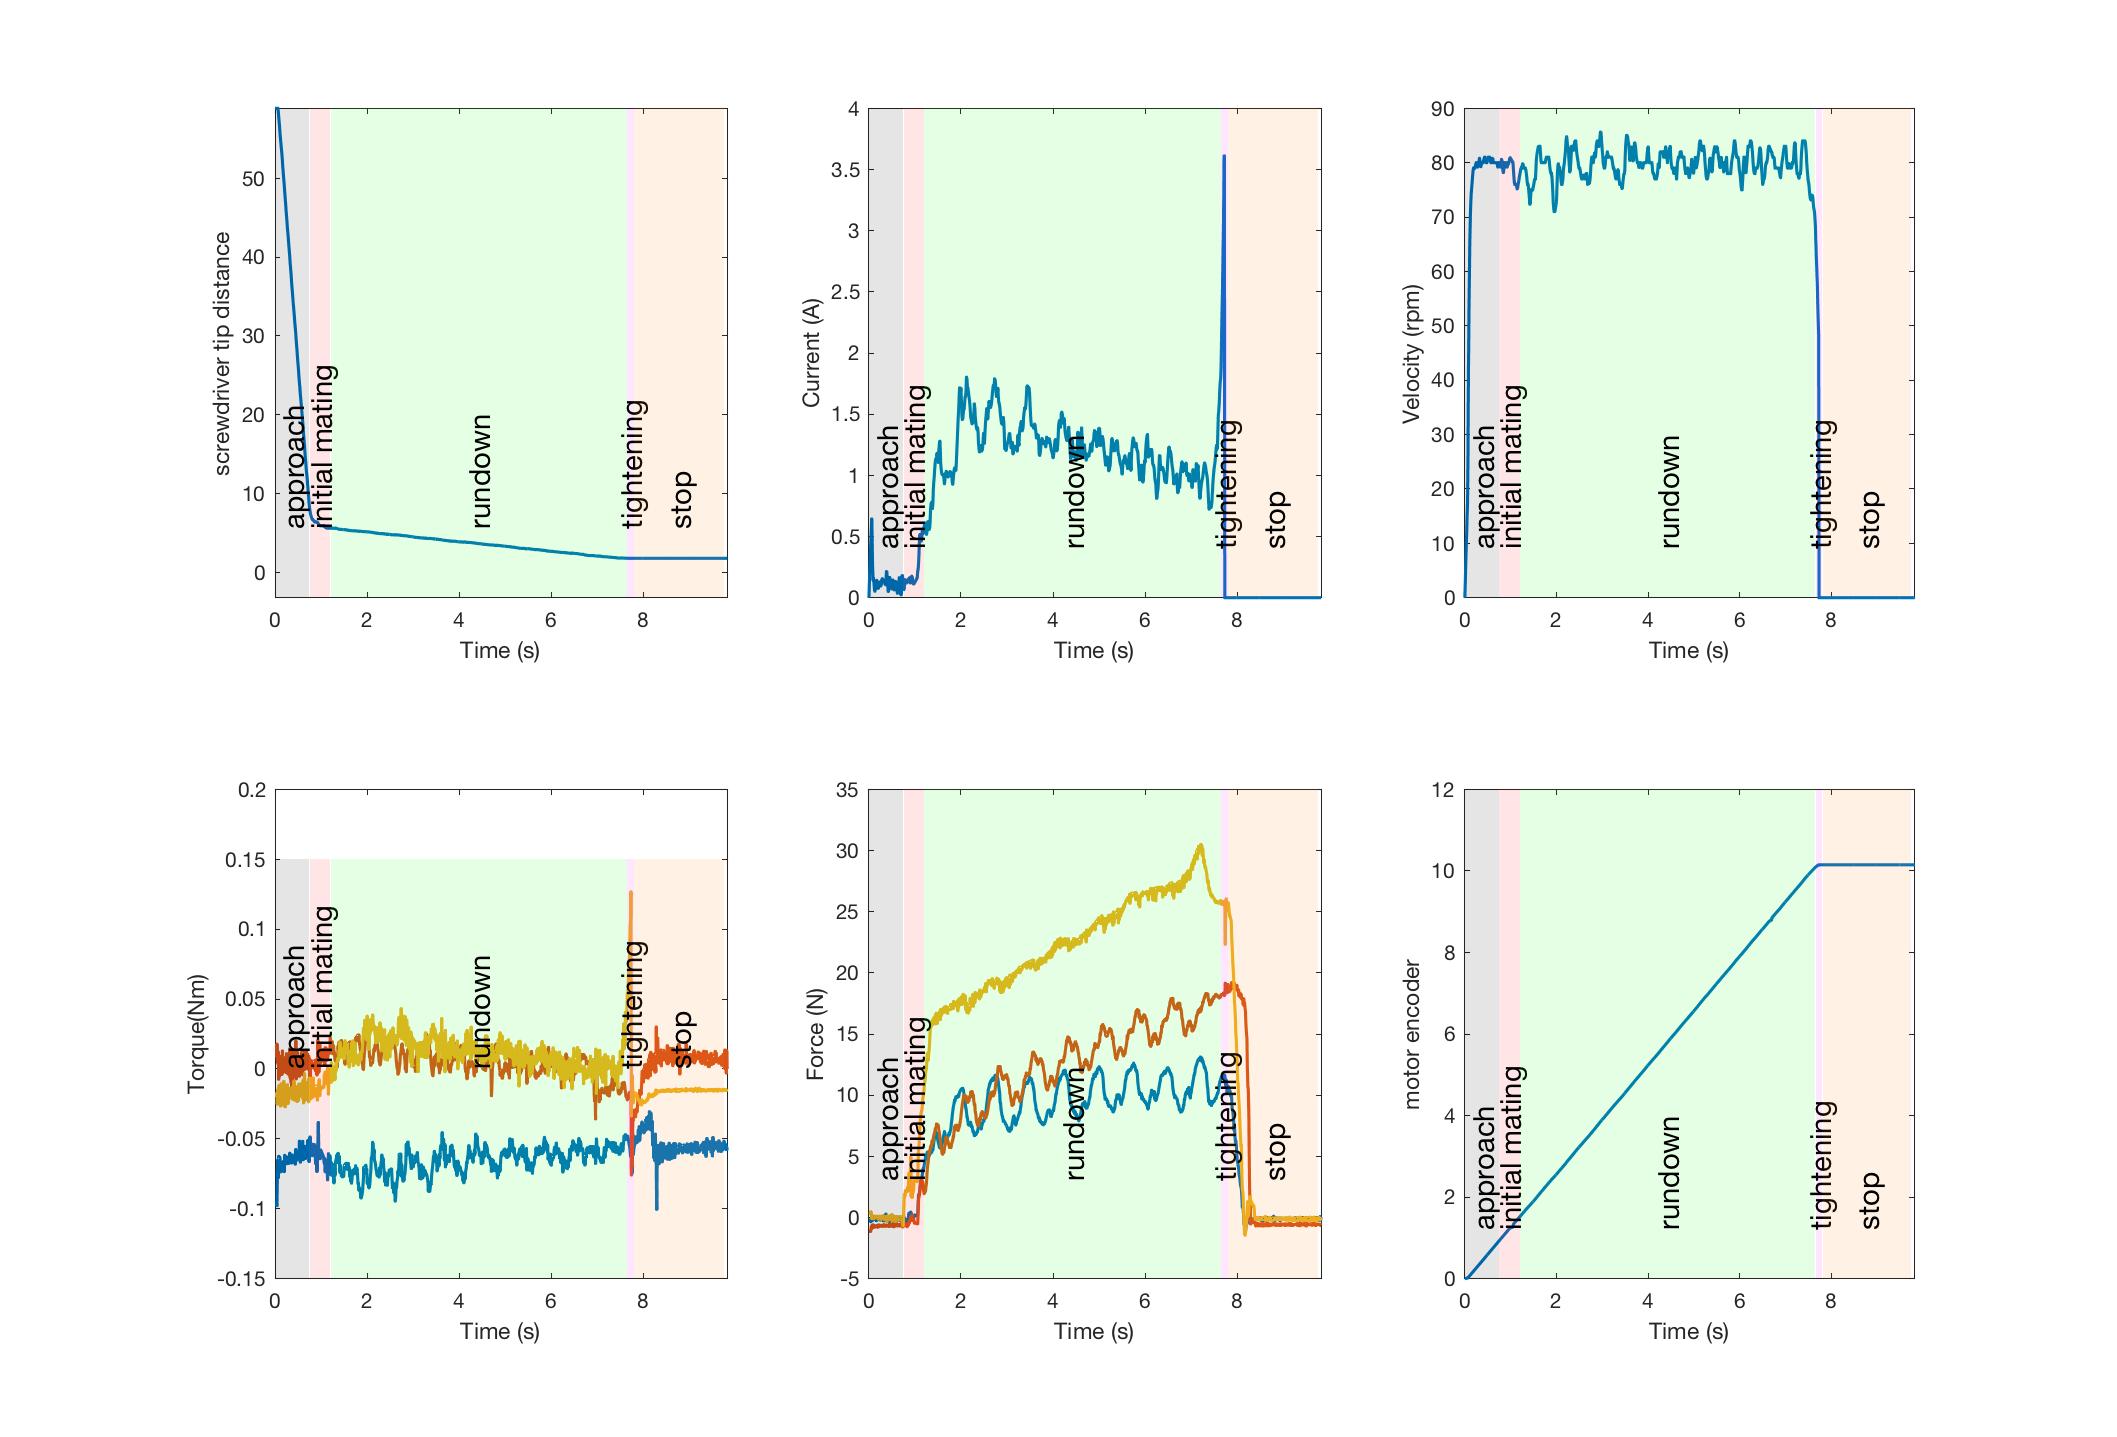 screwdriver tip distance
50
40
30
20
10
0
approach
initial mating
rundown
tightening
stop
0 2 4 6 8
Time (s)
Current (A)
4
3.5
3
2.5
2
1.5
1
0.5
0
approach
initial mating
rundown
tightening
stop
0 2 4 6 8
Time (s)
Velocity (rpm)
90
80
70
60
50
40
30
20
10
0
approach
initial mating
rundown
tightening
stop
0 2 4 6 8
Time (s)
Torque(Nm)
0.2
0.15
0.1
0.05
0
-0.05
-0.1
-0.15
approach
initial mating
rundown
tightening
stop
0 2 4 6 8
Time (s)
Force (N)
35
30
25
20
15
10
5
0
-5
approach
initial mating
rundown
tightening
stop
0 2 4 6 8
Time (s)
motor encoder
12
10
8
6
4
2
0
approach
initial mating
rundown
tightening
stop
0 2 4 6 8
Time (s)